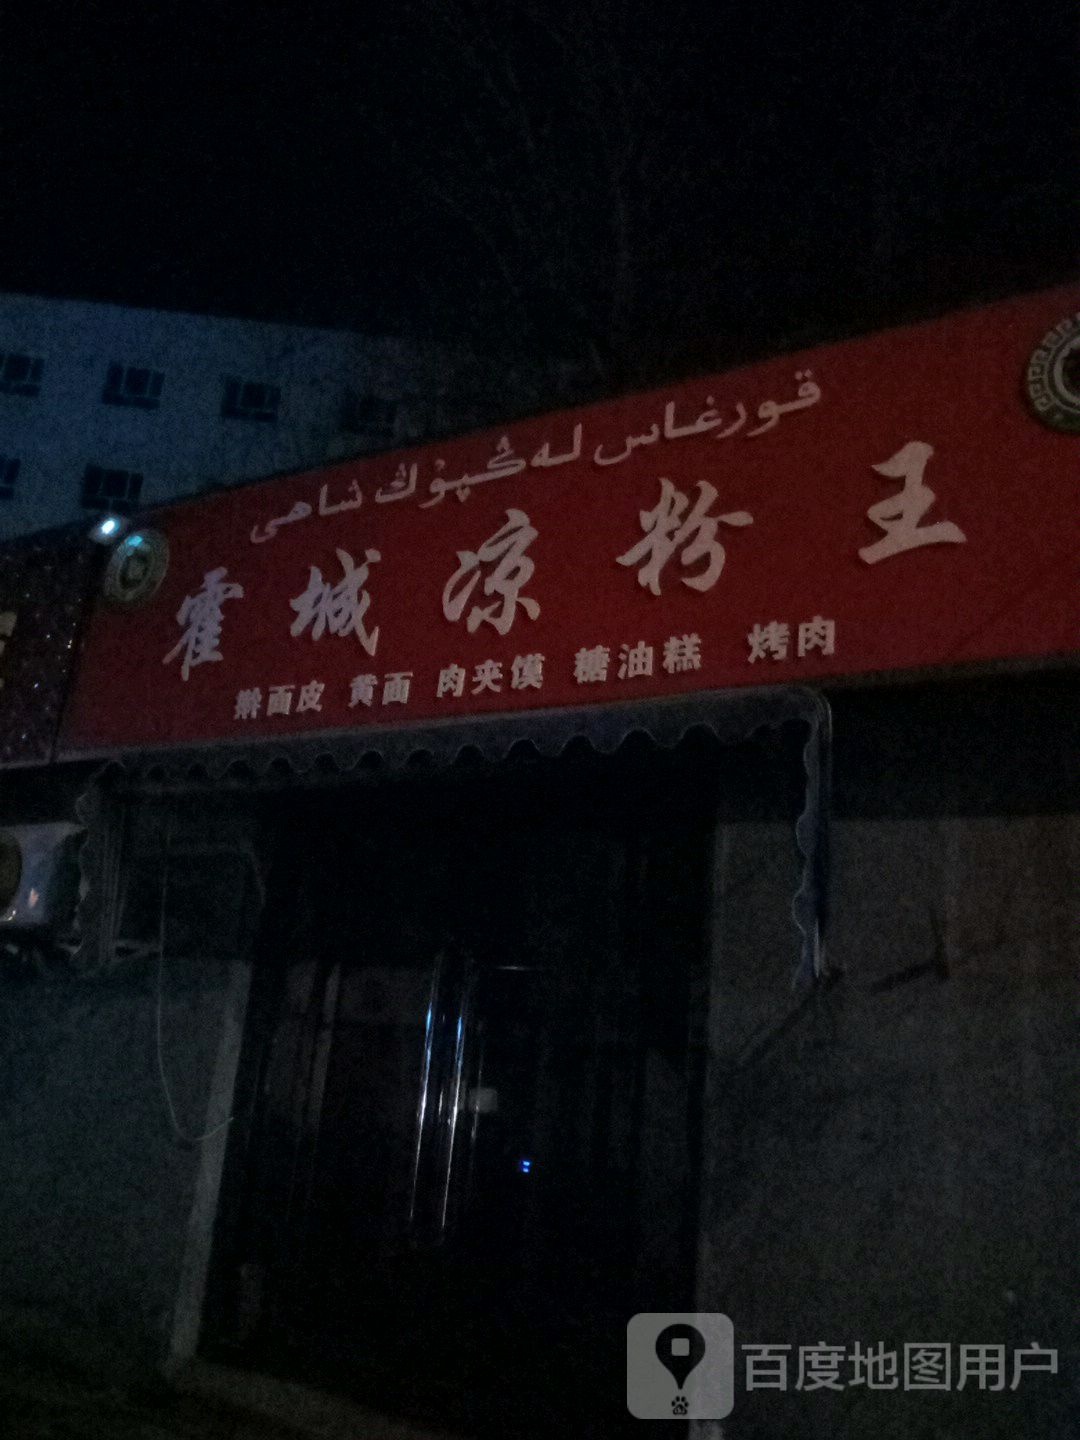 قورغاس لەڭپۇڭ شاھى
霍城凉粉王
擀面皮 黄面 肉夹馍 糖油糕 烤肉
百度地图用户